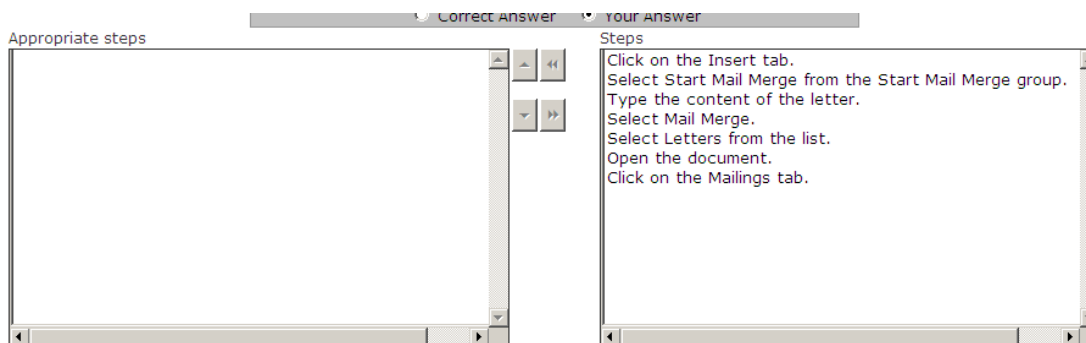 Correct Answer Your Answer
Appropriate steps
Steps
Click on the Insert tab.
Select Start Mail Merge from the Start Mail Merge group.
Type the content of the letter.
Select Mail Merge.
Select Letters from the list.
Open the document.
Click on the Mailings tab.